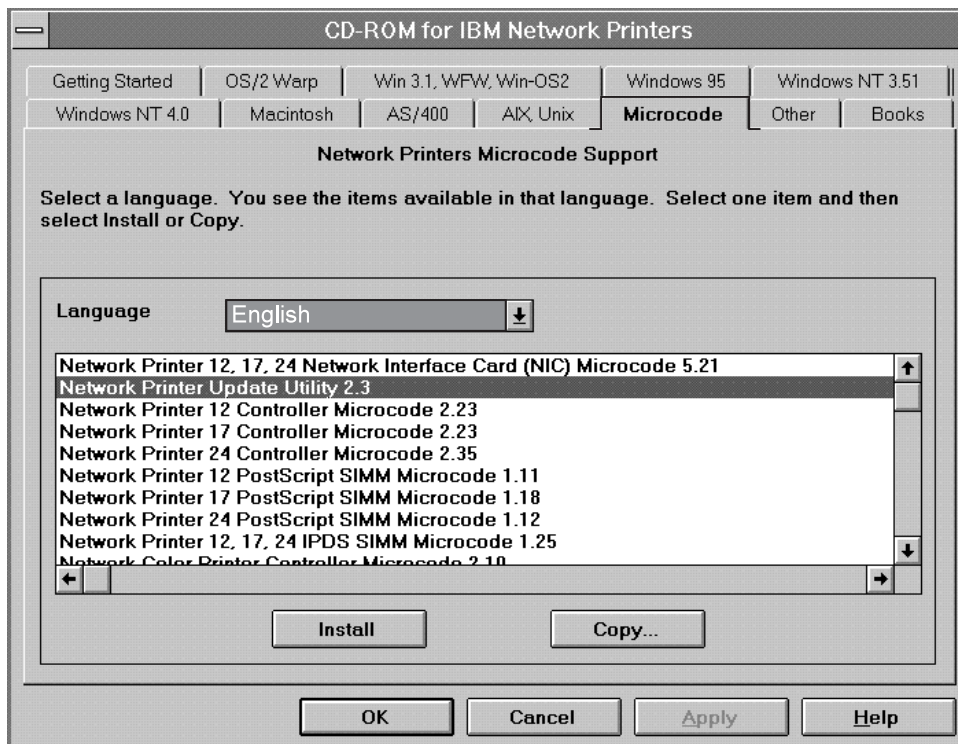 CD-ROM for IBM Network Printers
Getting Started OS/2 Warp Win 3.1, WFW, Win-OS2 Windows 95 Windows NT 3.51
Windows NT 4.0 Macintosh AS/400 AIX, Unix Microcode Other Books
Network Printers Microcode Support
Select a language. You see the items available in that language. Select one item and then
select Install or Copy.
Language English
Network Printer 12, 17, 24 Network Interface Card (NIC) Microcode 5.21
Network Printer Update Utility 2.3
Network Printer 12 Controller Microcode 2.23
Network Printer 17 Controller Microcode 2.23
Network Printer 24 Controller Microcode 2.35
Network Printer 12 PostScript SIMM Microcode 1.11
Network Printer 17 PostScript SIMM Microcode 1.18
Network Printer 24 PostScript SIMM Microcode 1.12
Network Printer 12, 17, 24 IPDS SIMM Microcode 1.25
Network Color Printer Controller Microcode 2.10
Install Copy...
OK Cancel Apply Help